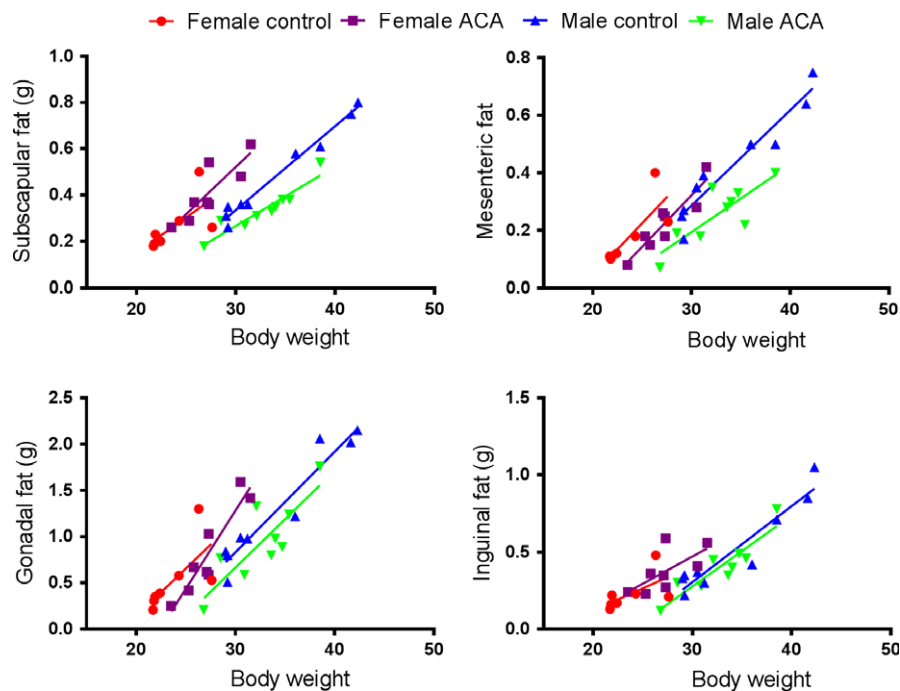 Female control Female ACA Male control Male ACA
Subscapular fat (g)
1.0
0.8
0.6
0.4
0.2
0.0
20 30 40 50
Body weight
Mesenteric fat
0.8
0.6
0.4
0.2
0.0
20 30 40 50
Body weight
Gonadal fat (g)
2.5
2.0
1.5
1.0
0.5
0.0
20 30 40 50
Body weight
Inguinal fat (g)
1.5
1.0
0.5
0.0
20 30 40 50
Body weight